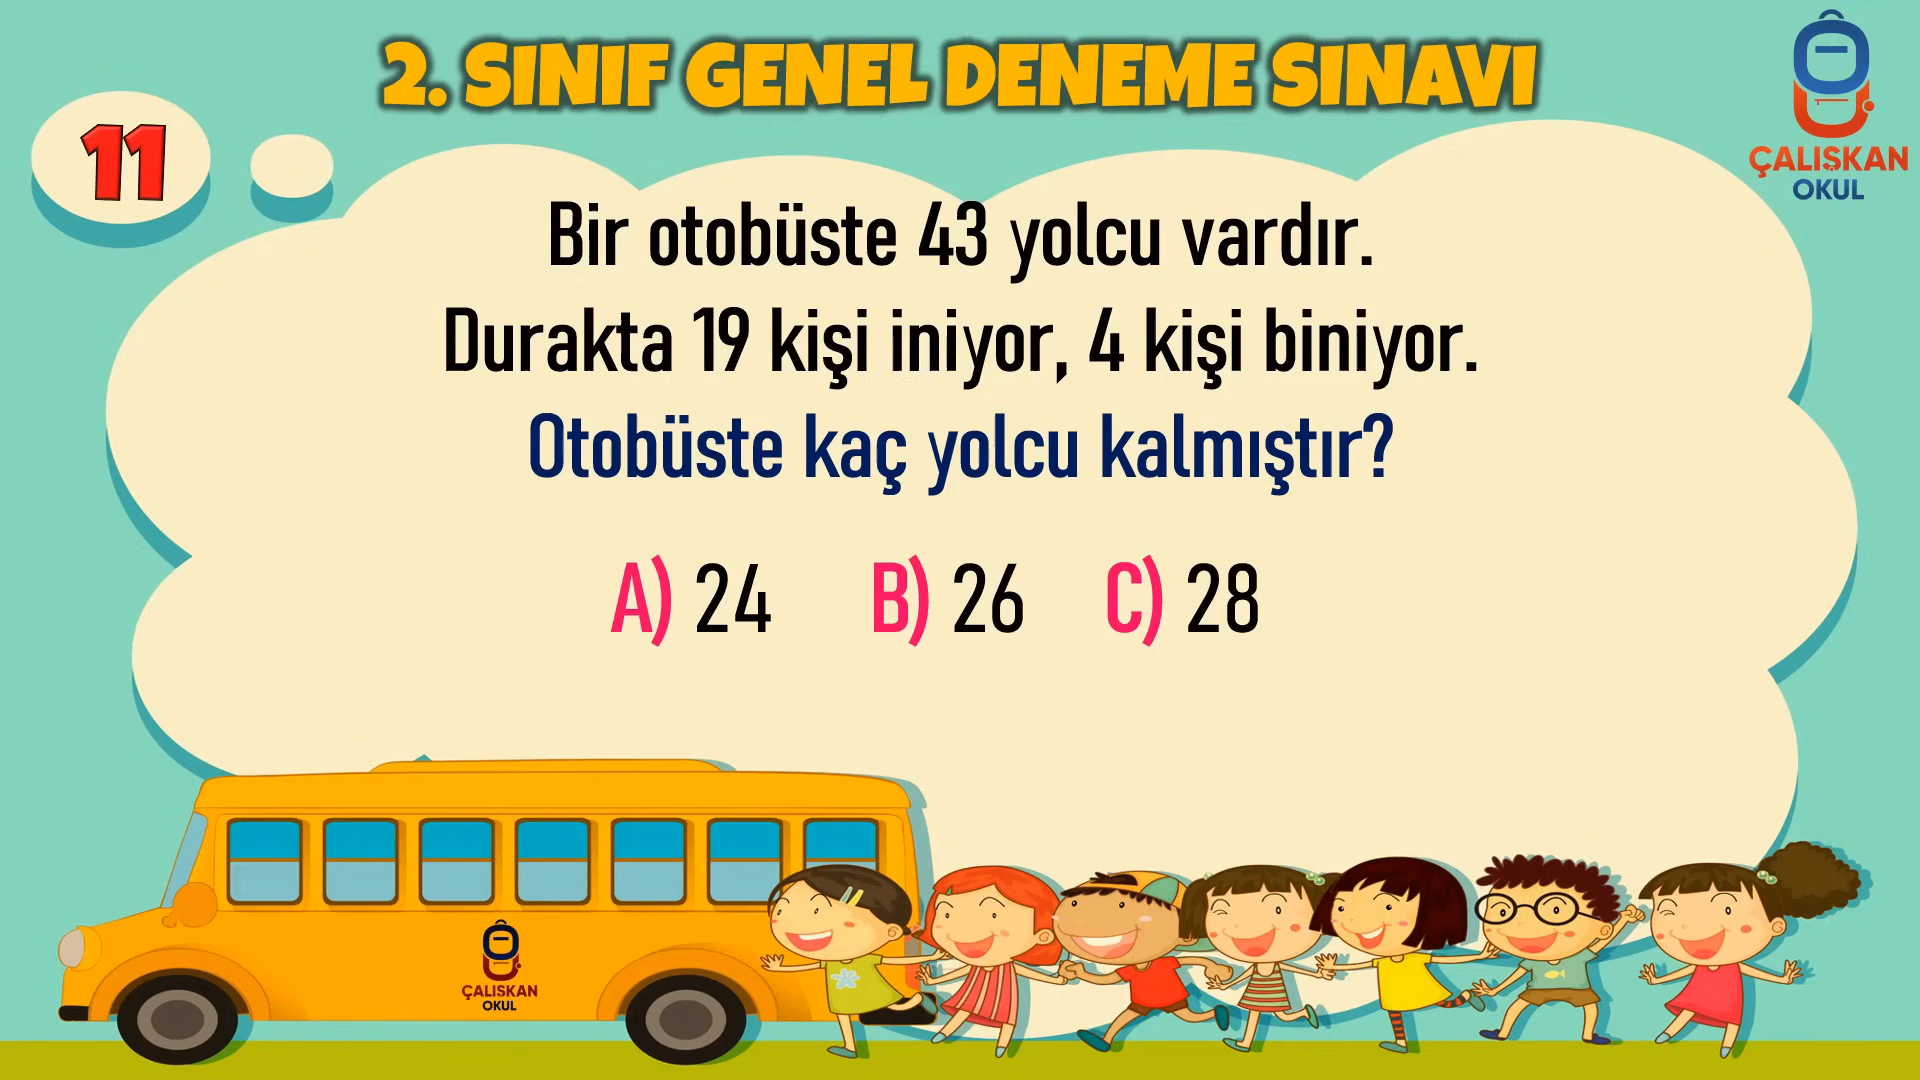 2. SINIF GENEL DENEME SINAVI
11
ÇALIŞKAN
OKUL
Bir otobüste 43 yolcu vardır.
Durakta 19 kişi iniyor, 4 kişi biniyor.
Otobüste kaç yolcu kalmıştır?
A) 24 B) 26 C) 28
ÇALIŞKAN
OKUL